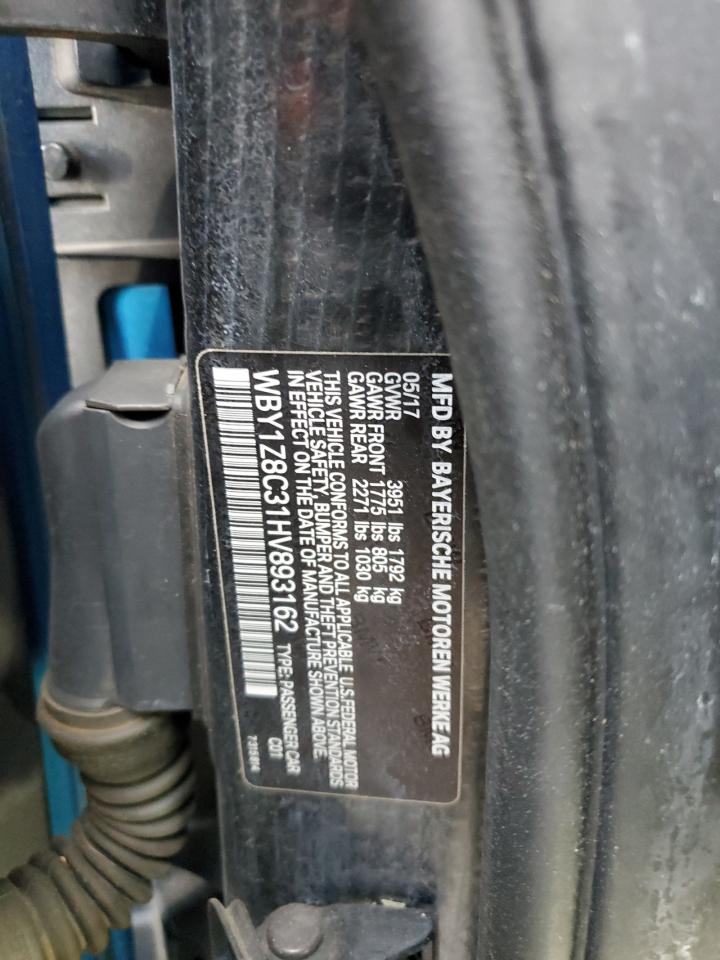 MFD BY BAYERISCHE MOTOREN WERKE AG
05/17
GVWR 3951 lbs 1792 kg
GAWR FRONT 1775 lbs 805 kg
GAWR REAR 2271 lbs 1030 kg
THIS VEHICLE CONFORMS TO ALL APPLICABLE U.S. FEDERAL MOTOR
VEHICLE SAFETY, BUMPER AND THEFT PREVENTION STANDARDS
IN EFFECT ON THE DATE OF MANUFACTURE SHOWN ABOVE.
WBY1Z8C31HV893162 TYPE: PASSENGER CAR
C01
7315814